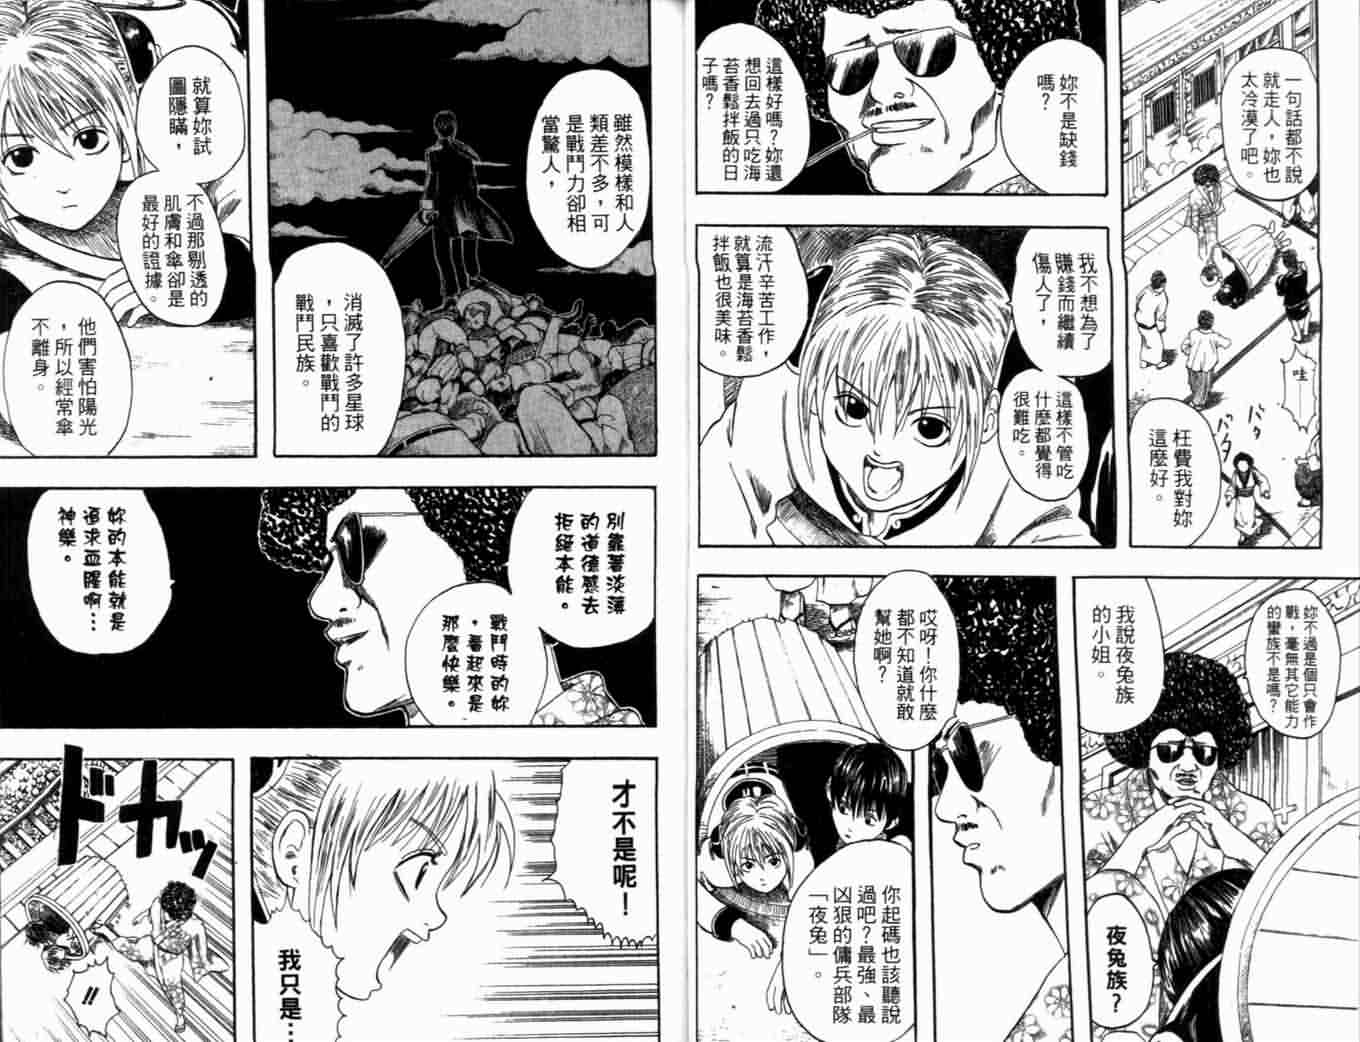 一句話都不說
就走人，妳也
太冷漠了吧。
哇
枉費我對妳
這麼好。
妳不是缺錢
嗎？
這樣好嗎？妳還
想回去過只吃海
苔香鬆拌飯的日
子嗎？
我不想為了
賺錢而繼續
傷人了，
這樣不管吃
什麼都覺得
很難吃。
流汗辛苦工作，
就算是海苔香鬆
拌飯也很美味。
妳不過是個只會作
戰，毫無其它能力
的蠻族不是嗎？
我說夜兔族
的小姐。
夜兔族？
哎呀！你什麼
都不知道就敢
幫她啊？
你起碼也該聽說
過吧？最強、最
凶狠的傭兵部隊
「夜兔」。
雖然模樣和人
類差不多，可
是戰鬥力卻相
當驚人，
消滅了許多星球
，只喜歡戰鬥的
戰鬥民族。
就算妳試
圖隱瞞，
不過那剔透的
肌膚和傘卻是
最好的證據。
他們害怕陽光
，所以經常傘
不離身。
別靠著淡薄
的道德感去
拒絕本能。
戰鬥時的妳
，看起來是
那麼快樂。
妳的本能就是
追求血腥啊…
神樂。
才不是呢！
我只是…
ドカッ
!!